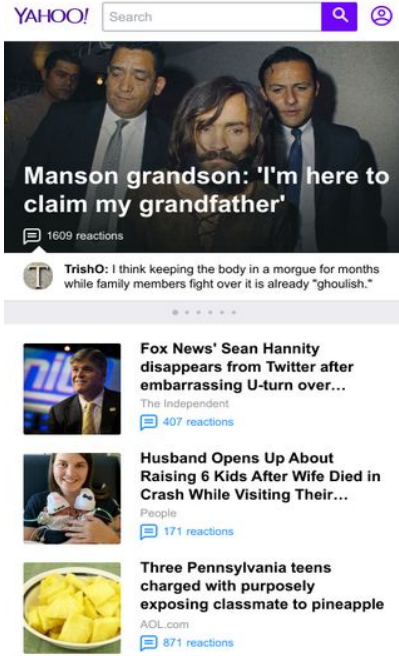 YAHOO!
Search
Manson grandson: 'I'm here to
claim my grandfather'
1609 reactions
T
TrishO: I think keeping the body in a morgue for months
while family members fight over it is already "ghoulish."
Fox News' Sean Hannity
disappears from Twitter after
embarrassing U-turn over...
The Independent
407 reactions
Husband Opens Up About
Raising 6 Kids After Wife Died in
Crash While Visiting Their...
People
171 reactions
Three Pennsylvania teens
charged with purposely
exposing classmate to pineapple
AOL.com
871 reactions